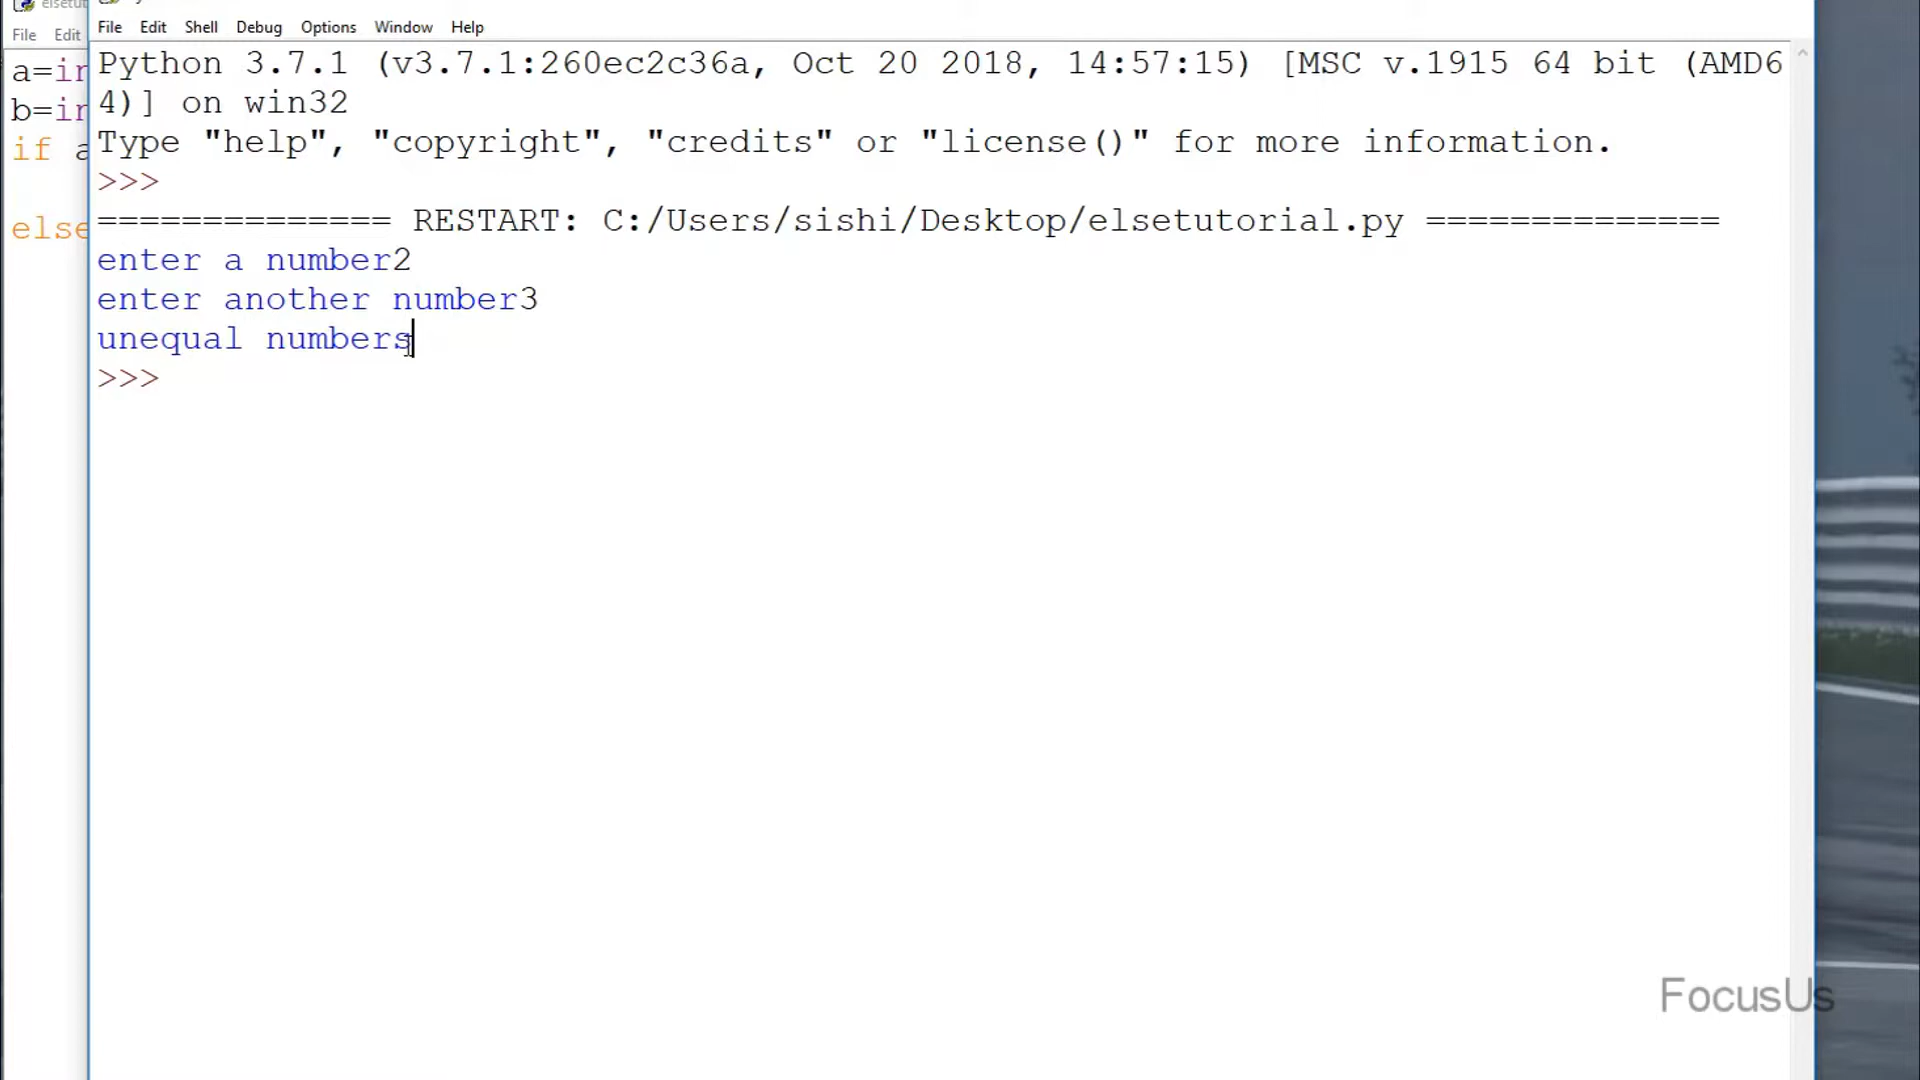 File Edit Shell Debug Options Window Help
File Edit
Python 3.7.1 (v3.7.1:260ec2c36a, Oct 20 2018, 14:57:15) [MSC v.1915 64 bit (AMD6
4)] on win32
Type "help", "copyright", "credits" or "license()" for more information.
>>>
============== RESTART: C:/Users/sishi/Desktop/elsetutorial.py ==============
enter a number2
enter another number3
unequal numbers
>>>
a=in
b=in
if a
else
FocusUs